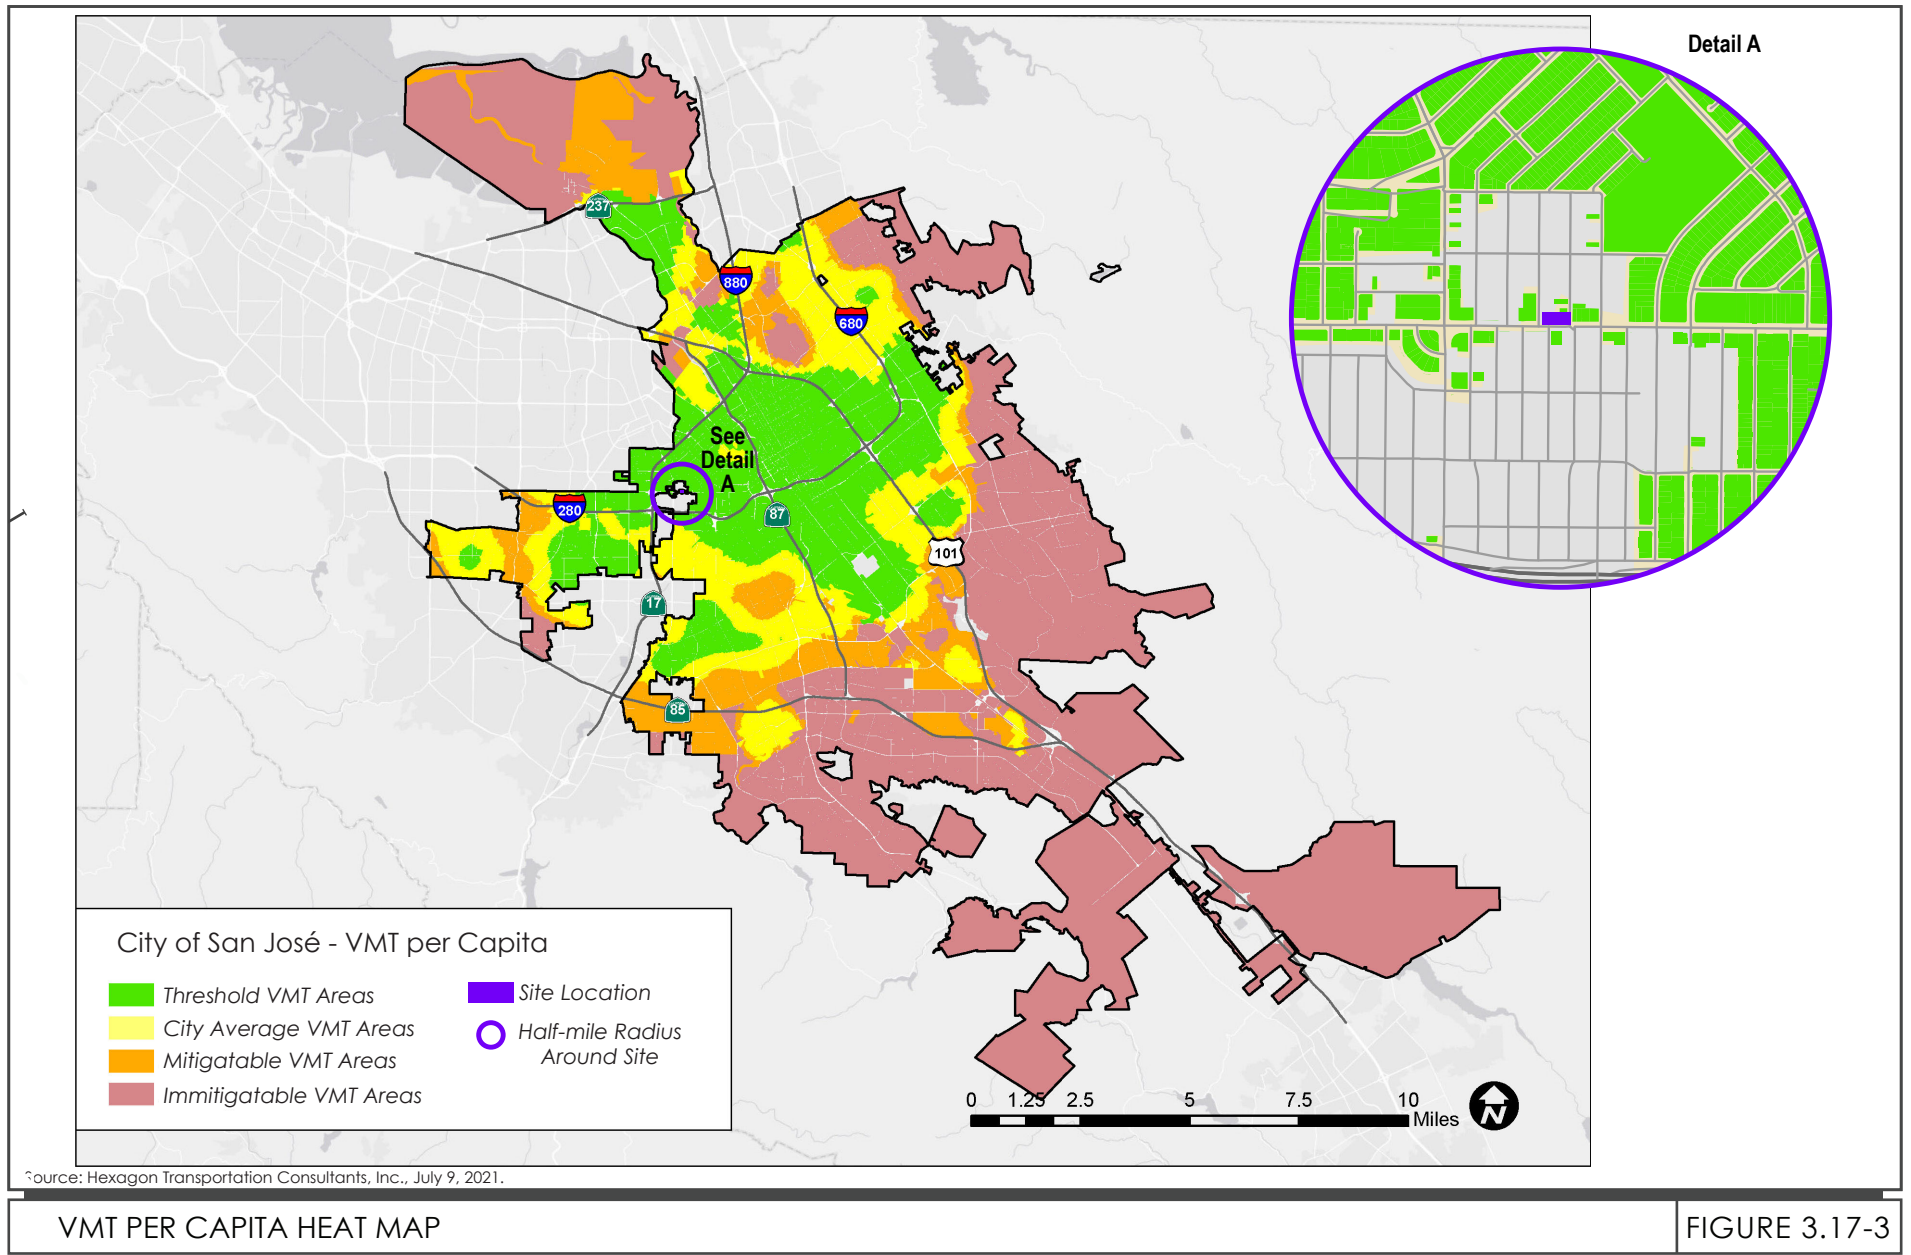 Detail A
237
880
680
See
Detail
A
280
87
101
17
85
City of San José - VMT per Capita
Threshold VMT Areas
City Average VMT Areas
Mitigatable VMT Areas
Immitigatable VMT Areas
Site Location
Half-mile Radius
Around Site
0 1.25 2.5 5 7.5 10
Miles
N
Source: Hexagon Transportation Consultants, Inc., July 9, 2021.
VMT PER CAPITA HEAT MAP
FIGURE 3.17-3